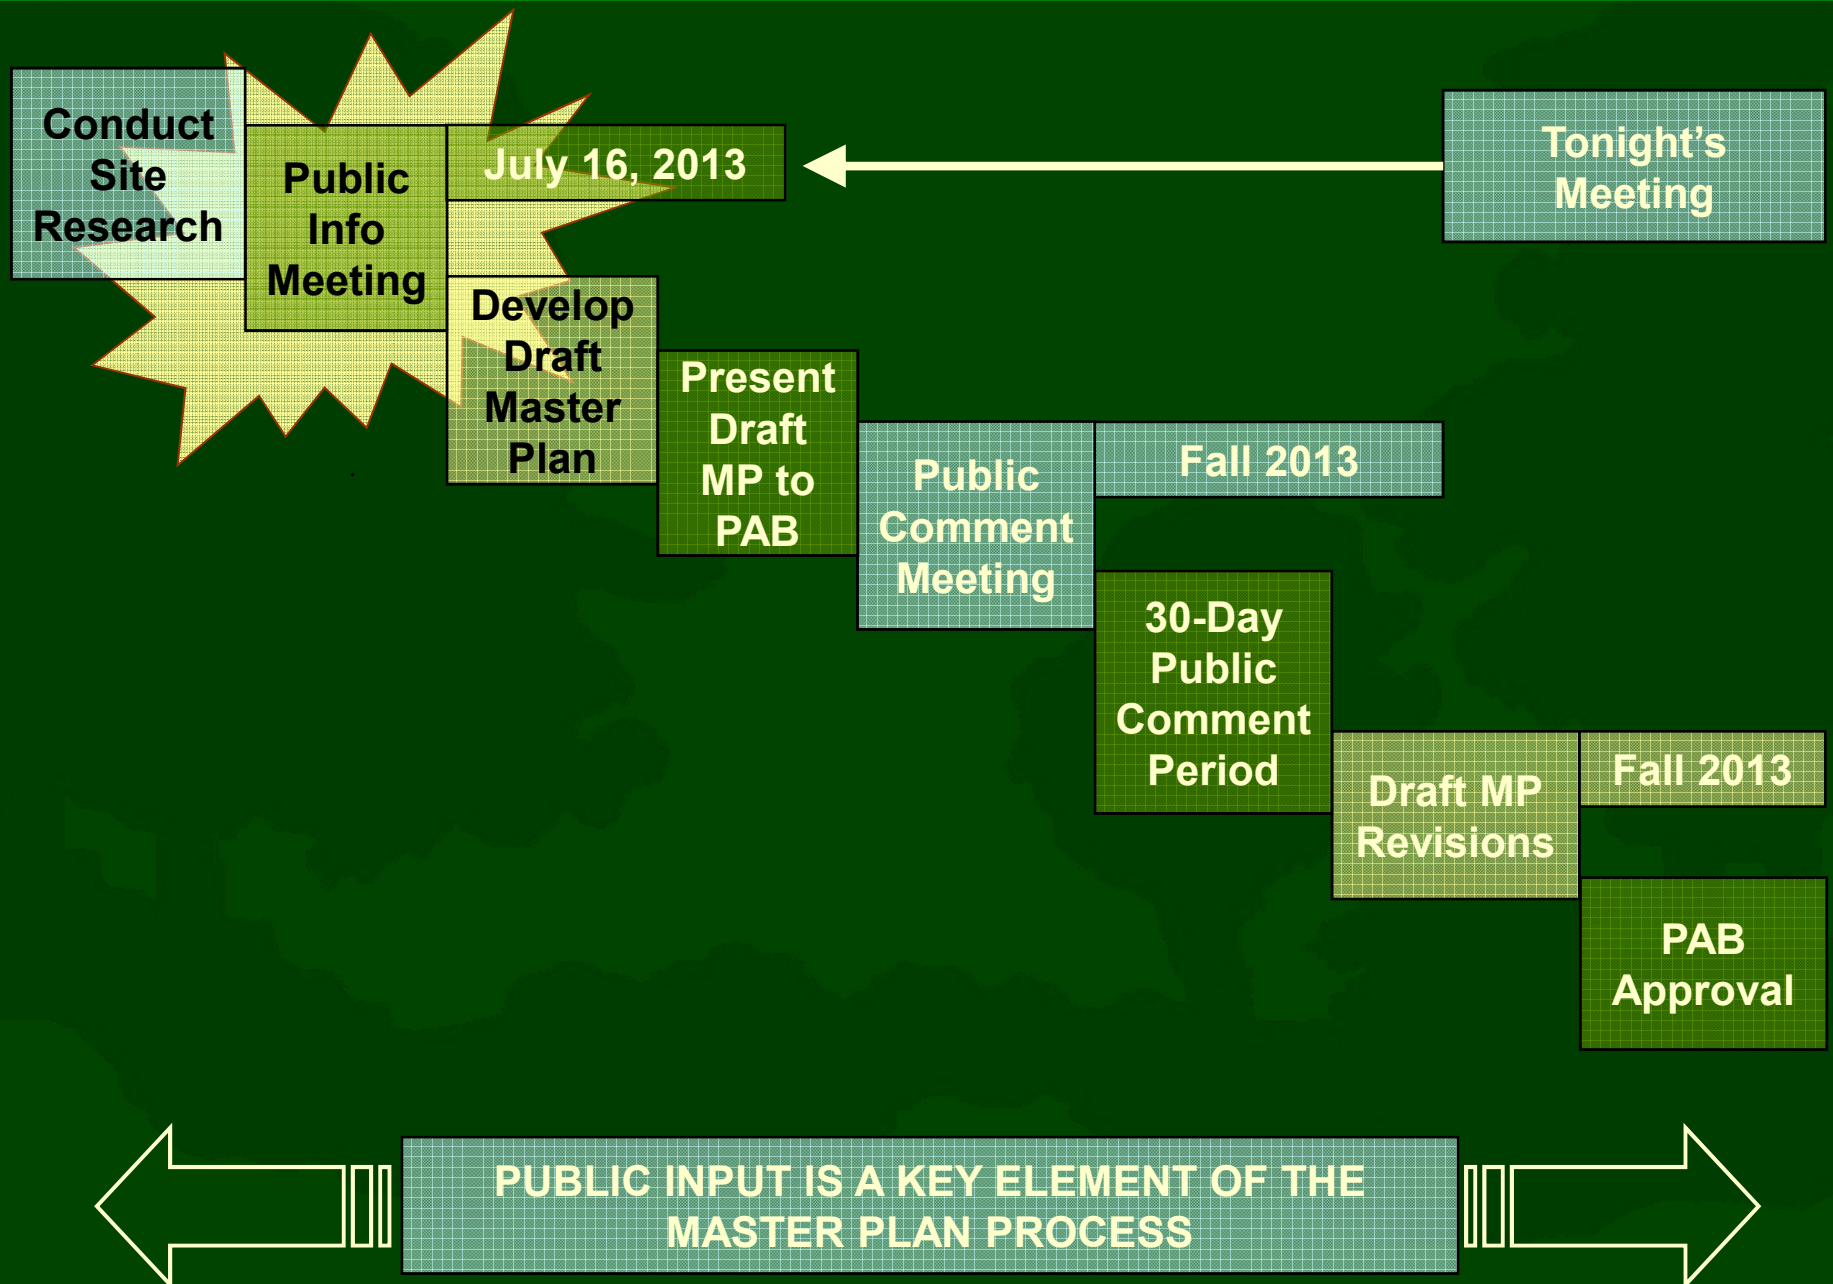 Conduct
Site
Research
Public
Info
Meeting
July 16, 2013
Tonight's
Meeting
Develop
Draft
Master
Plan
Present
Draft
MP to
PAB
Public
Comment
Meeting
Fall 2013
30-Day
Public
Comment
Period
Draft MP
Revisions
Fall 2013
PAB
Approval
PUBLIC INPUT IS A KEY ELEMENT OF THE
MASTER PLAN PROCESS